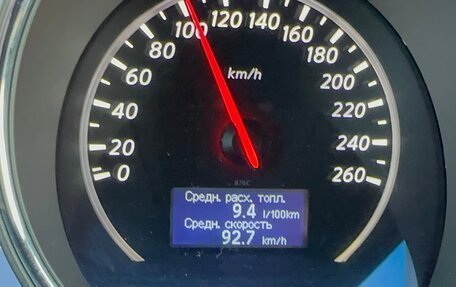 100 120 140
80 160
60 180
km/h
200
40 220
20 240
0 260
Средн. расх. топл.
9.4 l/100km
Средн. скорость
92.7 km/h